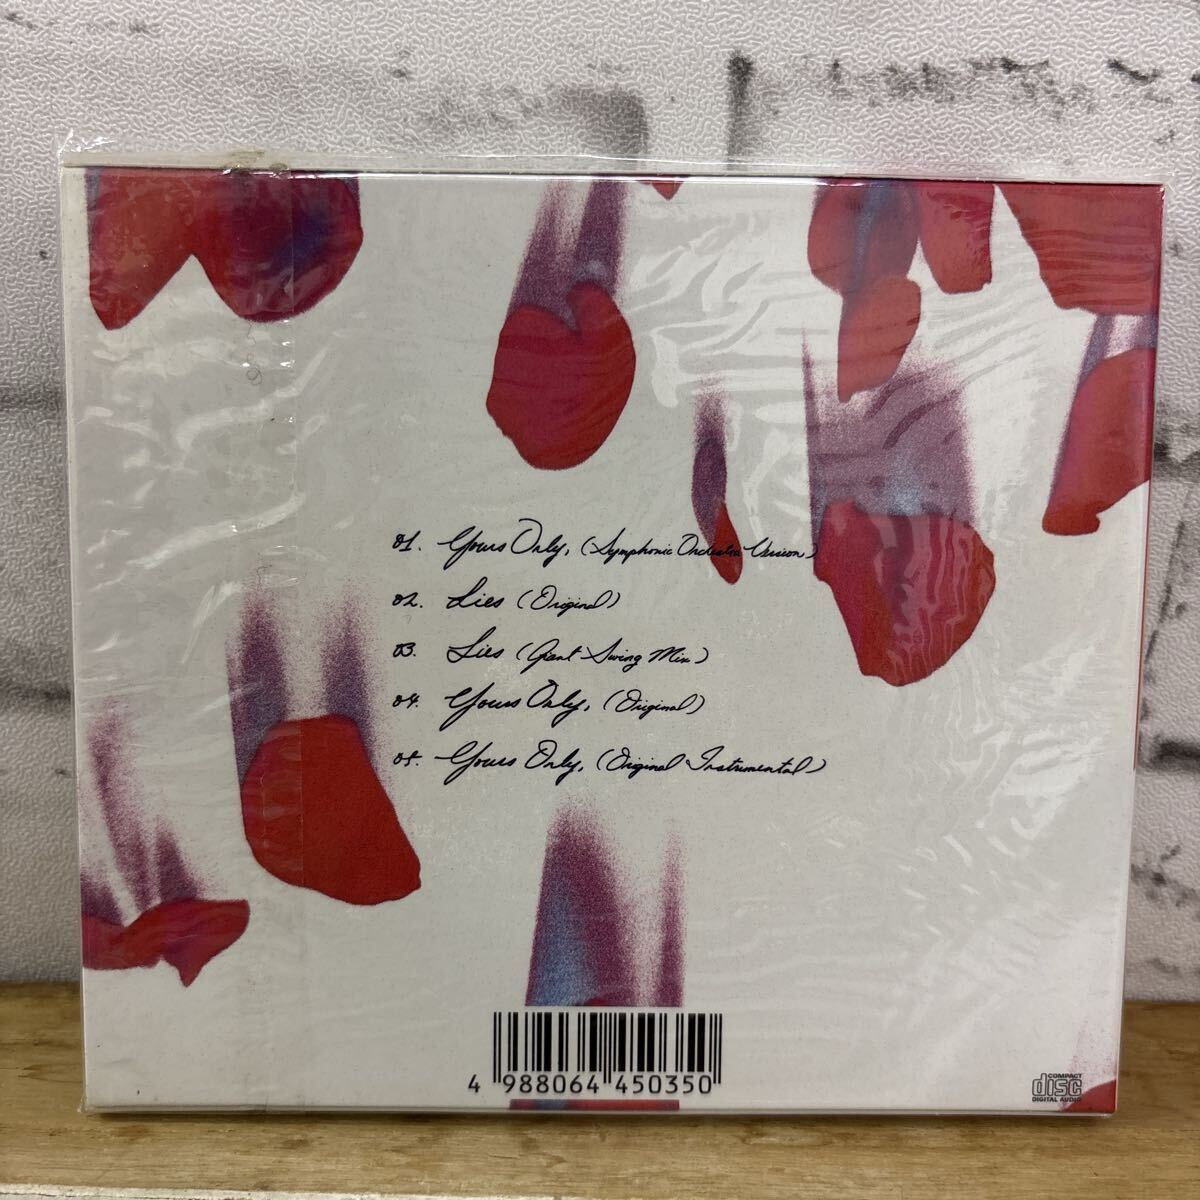 01. Yours Only, (Symphonic Orchestra Version)
02. Lies (Original)
03. Lies (Giant Swing Mix)
04. Yours Only, (Original)
05. Yours Only, (Original Instrumental)
4 988064 450350
COMPACT
disc
DIGITAL AUDIO